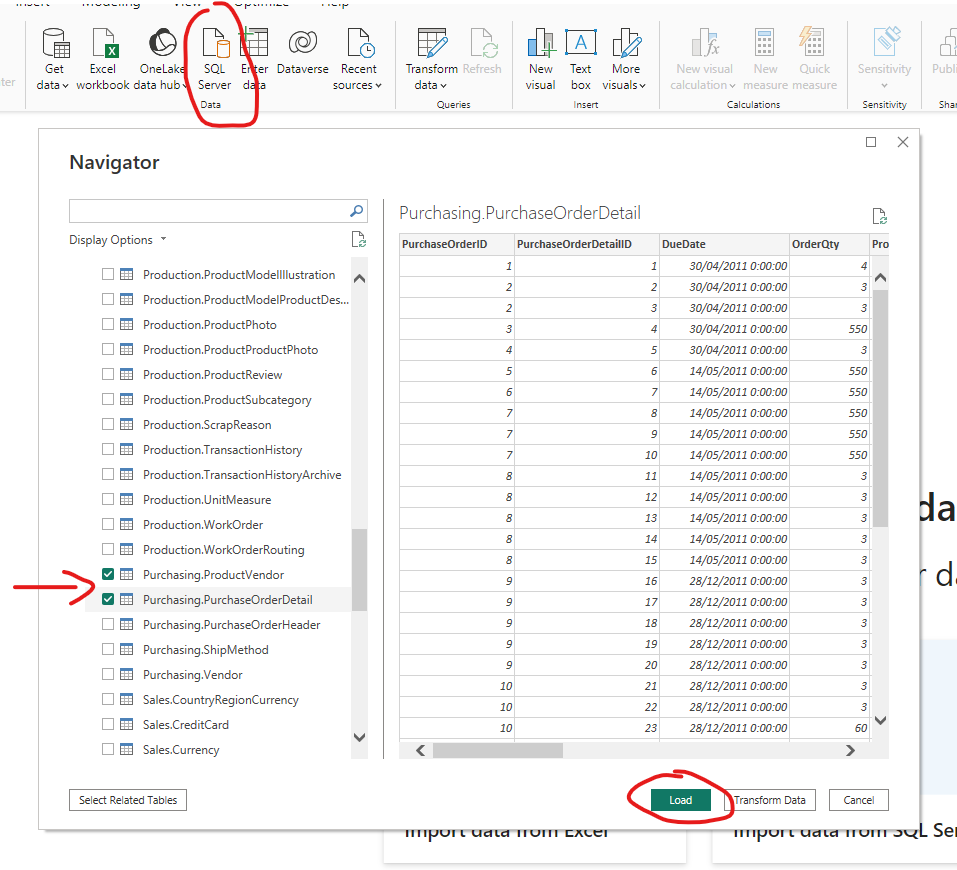 Insert Modeling View Optimize Help
Get data
Excel workbook
OneLake data hub
SQL Server
Enter data
Dataverse
Recent sources
Transform data
Refresh
New visual
Text box
More visuals
New visual calculation
New measure
Quick measure
Sensitivity
Data
Queries
Insert
Calculations
Sensitivity
Navigator
Display Options
Production.ProductModelIllustration
Production.ProductModelProductDes...
Production.ProductPhoto
Production.ProductProductPhoto
Production.ProductReview
Production.ProductSubcategory
Production.ScrapReason
Production.TransactionHistory
Production.TransactionHistoryArchive
Production.UnitMeasure
Production.WorkOrder
Production.WorkOrderRouting
Purchasing.ProductVendor
Purchasing.PurchaseOrderDetail
Purchasing.PurchaseOrderHeader
Purchasing.ShipMethod
Purchasing.Vendor
Sales.CountryRegionCurrency
Sales.CreditCard
Sales.Currency
Purchasing.PurchaseOrderDetail
PurchaseOrderID PurchaseOrderDetailID DueDate OrderQty Pro
1 1 30/04/2011 0:00:00 4
2 2 30/04/2011 0:00:00 3
2 3 30/04/2011 0:00:00 3
3 4 30/04/2011 0:00:00 550
4 5 30/04/2011 0:00:00 3
5 6 14/05/2011 0:00:00 550
6 7 14/05/2011 0:00:00 550
7 8 14/05/2011 0:00:00 550
7 9 14/05/2011 0:00:00 550
7 10 14/05/2011 0:00:00 550
8 11 14/05/2011 0:00:00 3
8 12 14/05/2011 0:00:00 3
8 13 14/05/2011 0:00:00 3
8 14 14/05/2011 0:00:00 3
8 15 14/05/2011 0:00:00 3
9 16 28/12/2011 0:00:00 3
9 17 28/12/2011 0:00:00 3
9 18 28/12/2011 0:00:00 3
9 19 28/12/2011 0:00:00 3
9 20 28/12/2011 0:00:00 3
10 21 28/12/2011 0:00:00 3
10 22 28/12/2011 0:00:00 3
10 23 28/12/2011 0:00:00 60
Select Related Tables
Load
Transform Data
Cancel
Import data from Excel
Import data from SQL Se